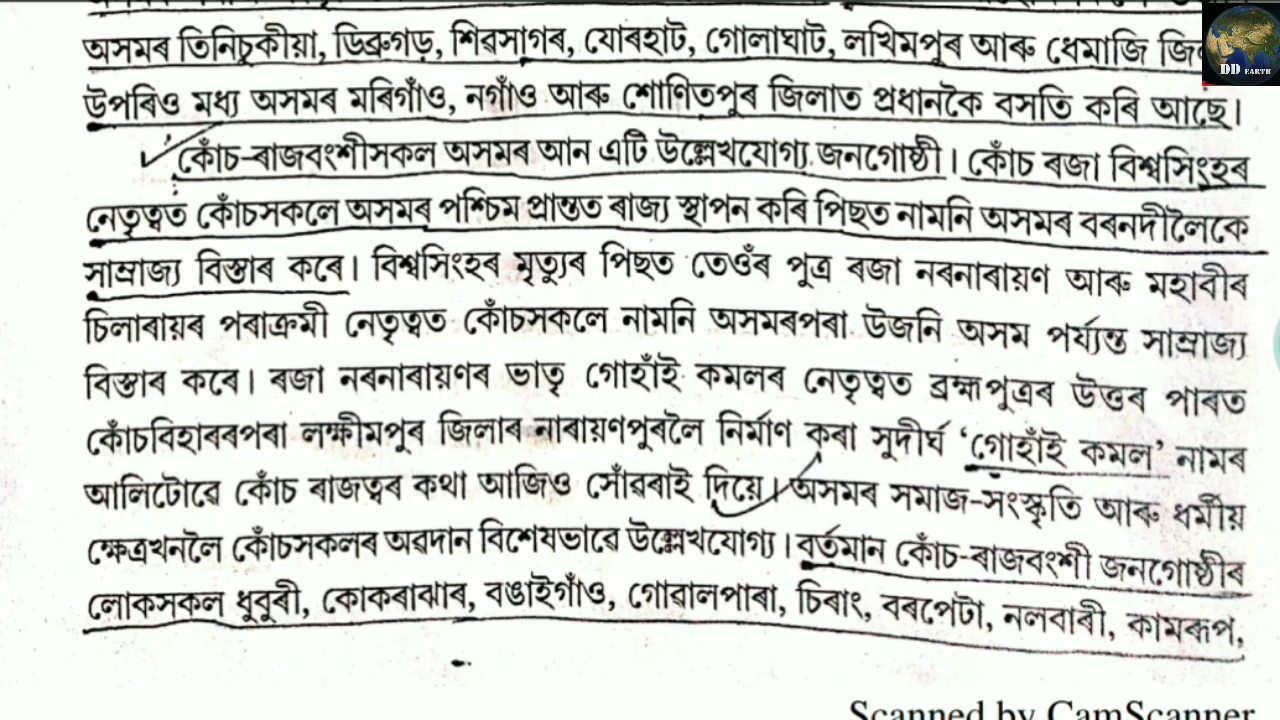 অসমৰ তিনিচুকীয়া, ডিব্ৰুগড়, শিৱসাগৰ, যোৰহাট, গোলাঘাট, লখিমপুৰ আৰু ধেমাজি
উপৰিও মধ্য অসমৰ মৰিগাঁও, নগাঁও আৰু শোণিতপুৰ জিলাত প্ৰধানকৈ বসতি কৰি আছে।
কোঁচ-ৰাজবংশীসকল অসমৰ আন এটি উল্লেখযোগ্য জনগোষ্ঠী। কোঁচ ৰজা বিশ্বসিংহৰ
নেতৃত্বত কোঁচসকলে অসমৰ পশ্চিম প্ৰান্তত ৰাজ্য স্থাপন কৰি পিছত নামনি অসমৰ বৰনদীলৈকে
সাম্ৰাজ্য বিস্তাৰ কৰে। বিশ্বসিংহৰ মৃত্যুৰ পিছত তেওঁৰ পুত্ৰ ৰজা নৰনাৰায়ণ আৰু মহাবীৰ
চিলাৰায়ৰ পৰাক্ৰমী নেতৃত্বত কোঁচসকলে নামনি অসমৰপৰা উজনি অসম পৰ্য্যন্ত সাম্ৰাজ্য
বিস্তাৰ কৰে। ৰজা নৰনাৰায়ণৰ ভাতৃ গোহাঁই কমলৰ নেতৃত্বত ব্ৰহ্মপুত্ৰৰ উত্তৰ পাৰত
কোঁচবিহাৰৰপৰা লক্ষীমপুৰ জিলাৰ নাৰায়ণপুৰলৈ নিৰ্মাণ কৰা সুদীৰ্ঘ ‘গোহাঁই কমল’ নামৰ
আলিটোৱে কোঁচ ৰাজত্বৰ কথা আজিও সোঁৱৰাই দিয়ে। অসমৰ সমাজ-সংস্কৃতি আৰু ধৰ্মীয়
ক্ষেত্ৰখনলৈ কোঁচসকলৰ অৱদান বিশেষভাৱে উল্লেখযোগ্য। বৰ্তমান কোঁচ-ৰাজবংশী জনগোষ্ঠীৰ
লোকসকল ধুবুৰী, কোকৰাঝাৰ, বঙাইগাঁও, গোৱালপাৰা, চিৰাং, বৰপেটা, নলবাৰী, কামৰূপ,
Scanned by CamScanner
DD EARTH